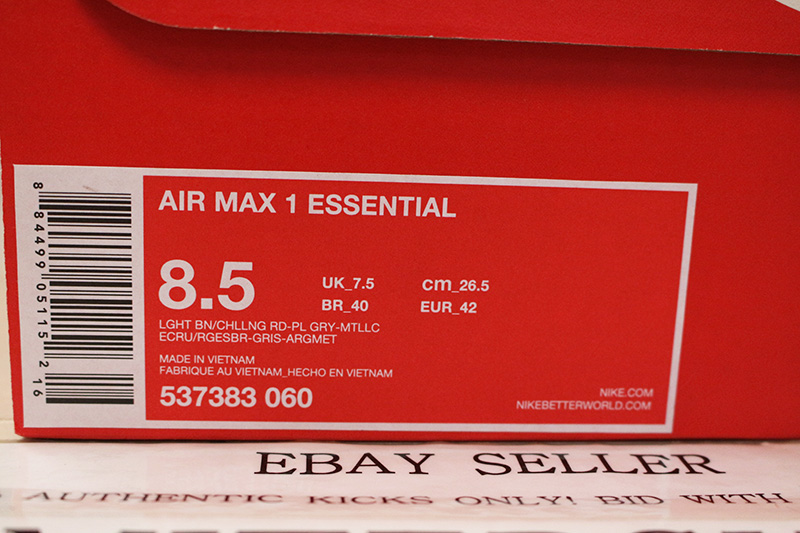 AIR MAX 1 ESSENTIAL
8.5
UK_7.5
cm_26.5
BR_40
EUR_42
LGHT BN/CHLLNG RD-PL GRY-MTLLC
ECRU/RGESBR-GRIS-ARGMET
MADE IN VIETNAM
FABRIQUE AU VIETNAM_HECHO EN VIETNAM
537383 060
NIKE.COM
NIKEBETTERWORLD.COM
8 84499 05115 2 16
EBAY SELLER
AUTHENTIC KICKS ONLY! BID WITH